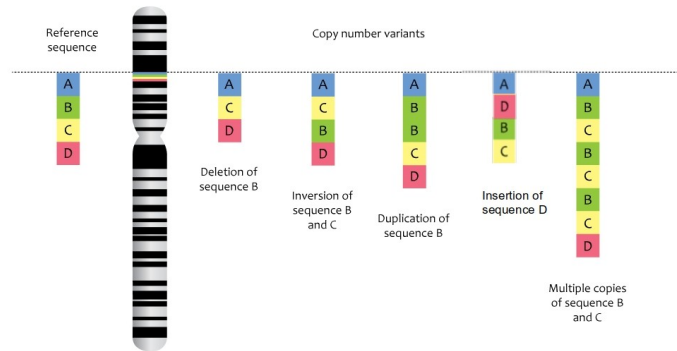 Reference
sequence
Copy number variants
A
B
C
D
A
C
D
Deletion of
sequence B
A
C
B
D
Inversion of
sequence B
and C
A
B
B
C
D
Duplication of
sequence B
A
D
B
C
Insertion of
sequence D
A
B
C
B
C
B
C
D
Multiple copies
of sequence B
and C